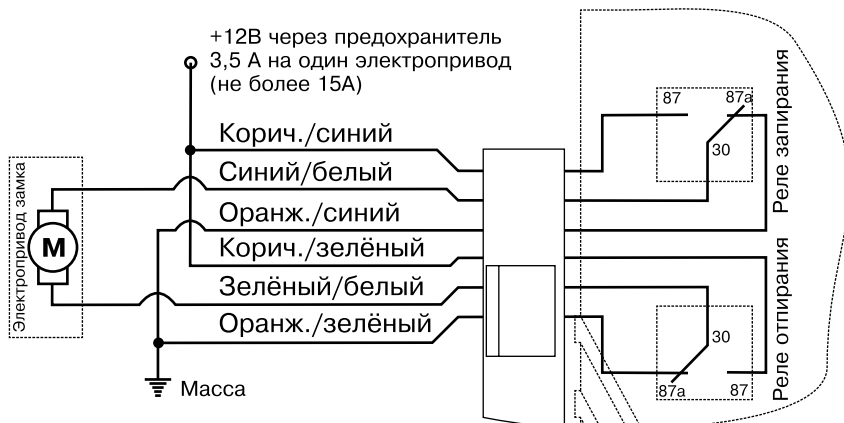 +12В через предохранитель
3,5 А на один электропривод
(не более 15А)
Корич./синий
Синий/белый
Оранж./синий
Корич./зелёный
Зелёный/белый
Оранж./зелёный
Масса
Электропривод замка
М
87
87а
30
Реле запирания
30
87а
87
Реле отпирания